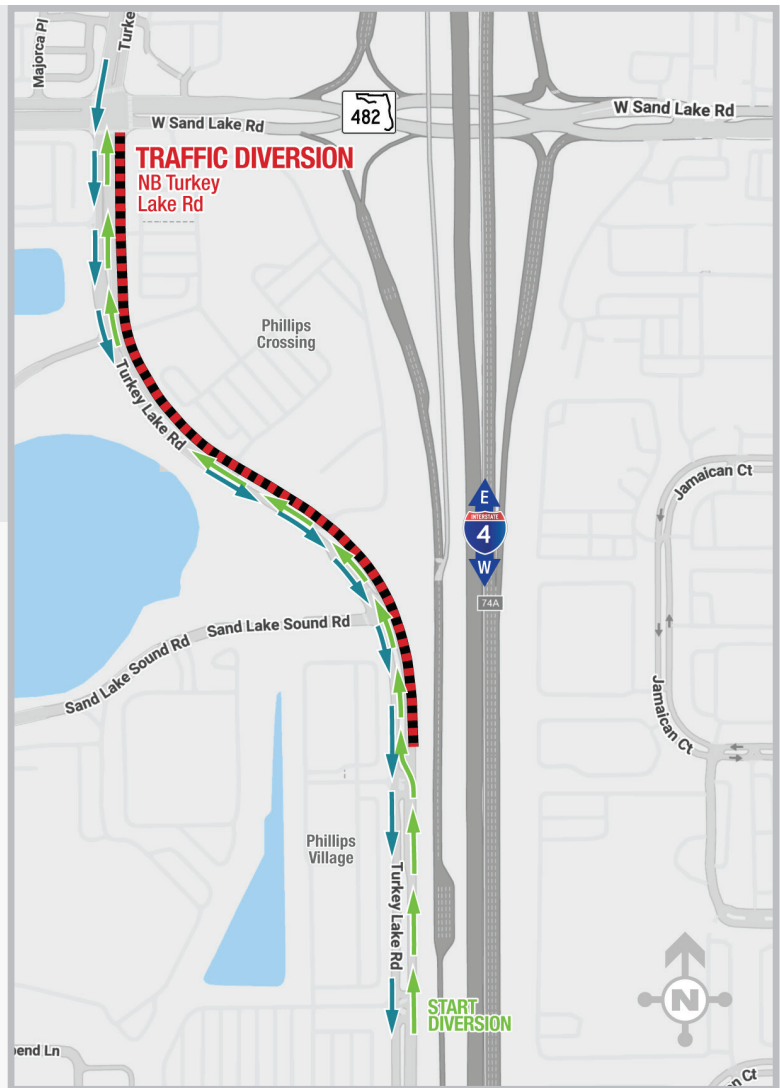 Majorca Pl
Turke
W Sand Lake Rd
482
W Sand Lake Rd
TRAFFIC DIVERSION
NB Turkey
Lake Rd
Phillips
Crossing
Turkey Lake Rd
Jamaican Ct
E
INTERSTATE
4
W
74A
Sand Lake Sound Rd
Sand Lake Sound Rd
Jamaican Ct
Phillips
Village
Turkey Lake Rd
START
DIVERSION
N
end Ln
n Ct